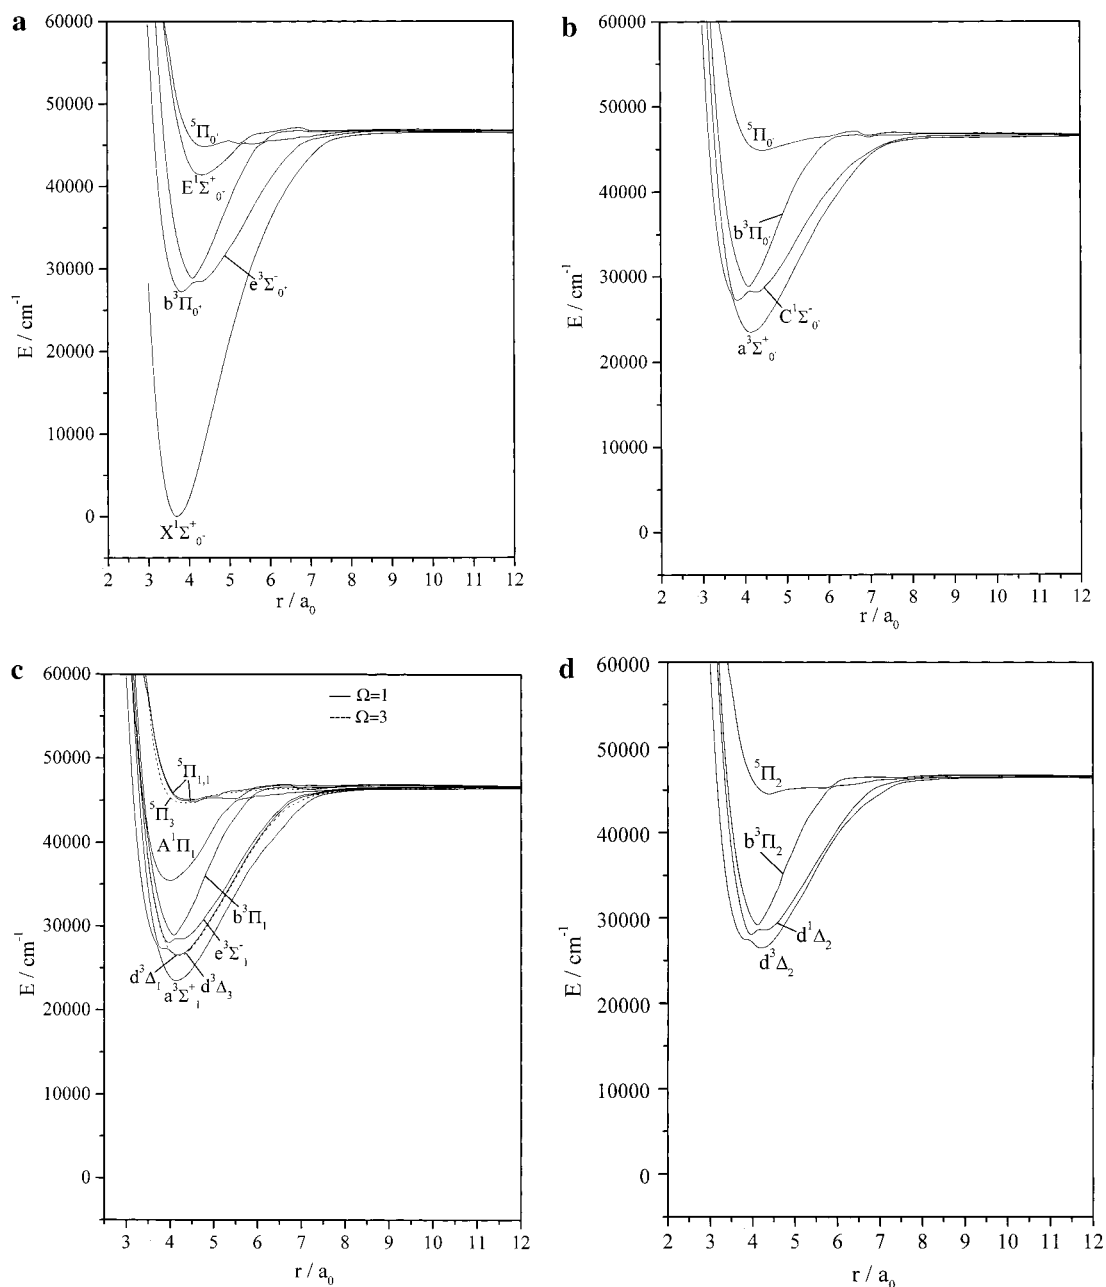 a
60000
50000
40000
30000
20000
10000
0
E / cm⁻¹
⁵Π₀⁺
E¹Σ⁺₀⁺
b³Π₀⁺
e³Σ⁻₀⁺
X¹Σ⁺₀⁺
2 3 4 5 6 7 8 9 10 11 12
r / a₀
b
60000
50000
40000
30000
20000
10000
0
E / cm⁻¹
⁵Π₀⁻
b³Π₀⁻
C¹Σ⁻₀⁻
a³Σ⁺₀⁻
2 3 4 5 6 7 8 9 10 11 12
r / a₀
c
60000
50000
40000
30000
20000
10000
0
E / cm⁻¹
Ω=1
Ω=3
⁵Π₁,₁
⁵Π₃
A¹Π₁
b³Π₁
e³Σ⁻₁
d³Δ₁
a³Σ⁺₁
d³Δ₃
3 4 5 6 7 8 9 10 11 12
r / a₀
d
60000
50000
40000
30000
20000
10000
0
E / cm⁻¹
⁵Π₂
b³Π₂
d¹Δ₂
d³Δ₂
2 3 4 5 6 7 8 9 10 11 12
r / a₀